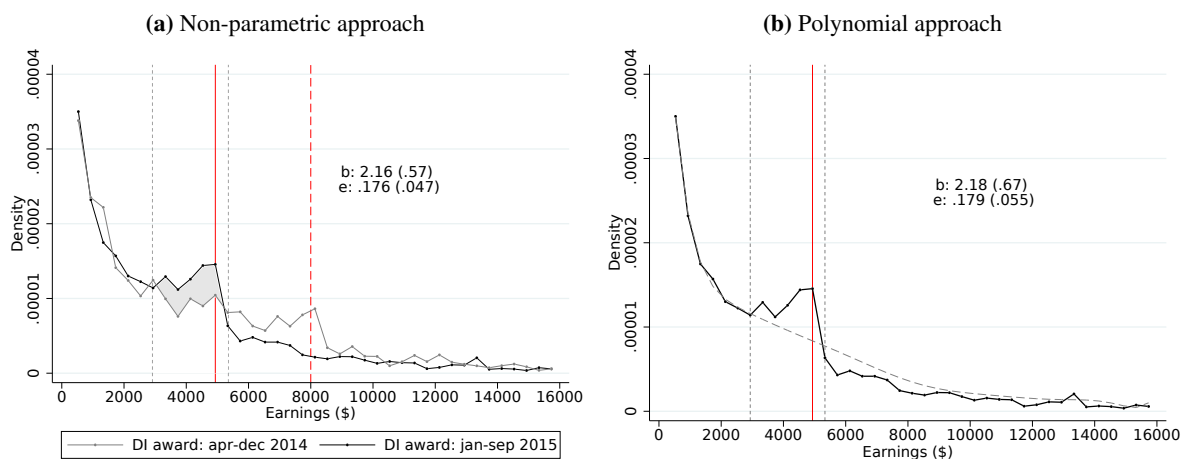 (a) Non-parametric approach
.00004
.00003
.00002
.00001
0
Density
b: 2.16 (.57)
e: .176 (.047)
0 2000 4000 6000 8000 10000 12000 14000 16000
Earnings ($)
DI award: apr-dec 2014 DI award: jan-sep 2015
(b) Polynomial approach
.00004
.00003
.00002
.00001
0
Density
b: 2.18 (.67)
e: .179 (.055)
0 2000 4000 6000 8000 10000 12000 14000 16000
Earnings ($)